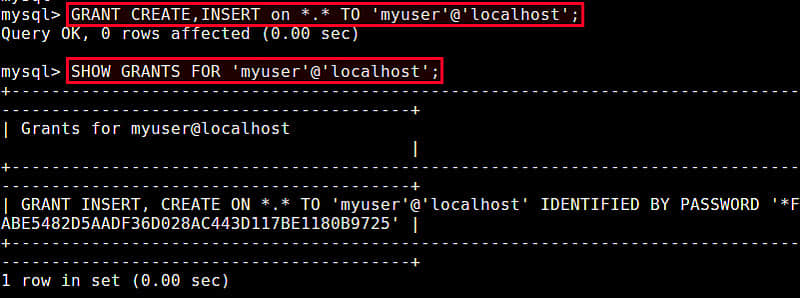 mysql> GRANT CREATE,INSERT on *.* TO 'myuser'@'localhost';
Query OK, 0 rows affected (0.00 sec)
mysql> SHOW GRANTS FOR 'myuser'@'localhost';
+--------------------------------------------------------------------------------
-----------------------------------------+
| Grants for myuser@localhost
|
+--------------------------------------------------------------------------------
-----------------------------------------+
| GRANT INSERT, CREATE ON *.* TO 'myuser'@'localhost' IDENTIFIED BY PASSWORD '*F
ABE5482D5AADF36D028AC443D117BE1180B9725' |
+--------------------------------------------------------------------------------
-----------------------------------------+
1 row in set (0.00 sec)